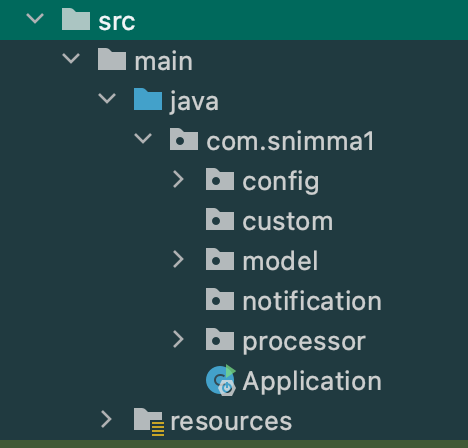 src
main
java
com.snimma1
config
custom
model
notification
processor
Application
resources